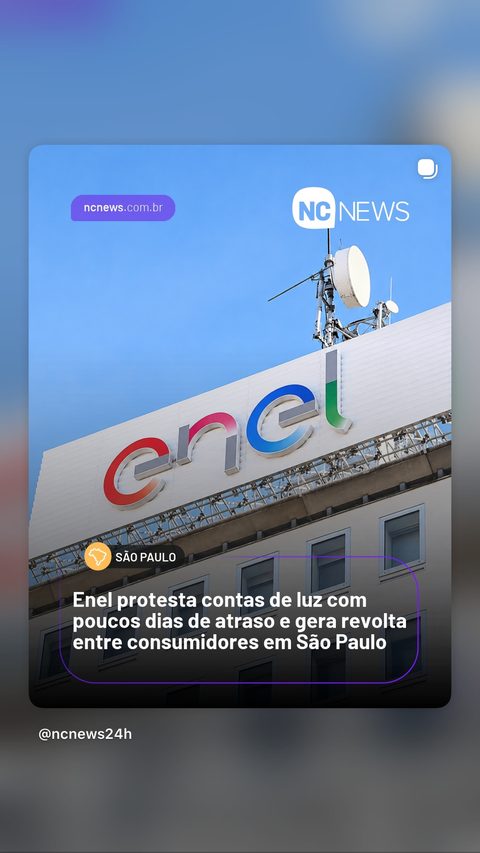 ncnews.com.br
NC NEWS
enel
SÃO PAULO
Enel protesta contas de luz com
poucos dias de atraso e gera revolta
entre consumidores em São Paulo
@ncnews24h